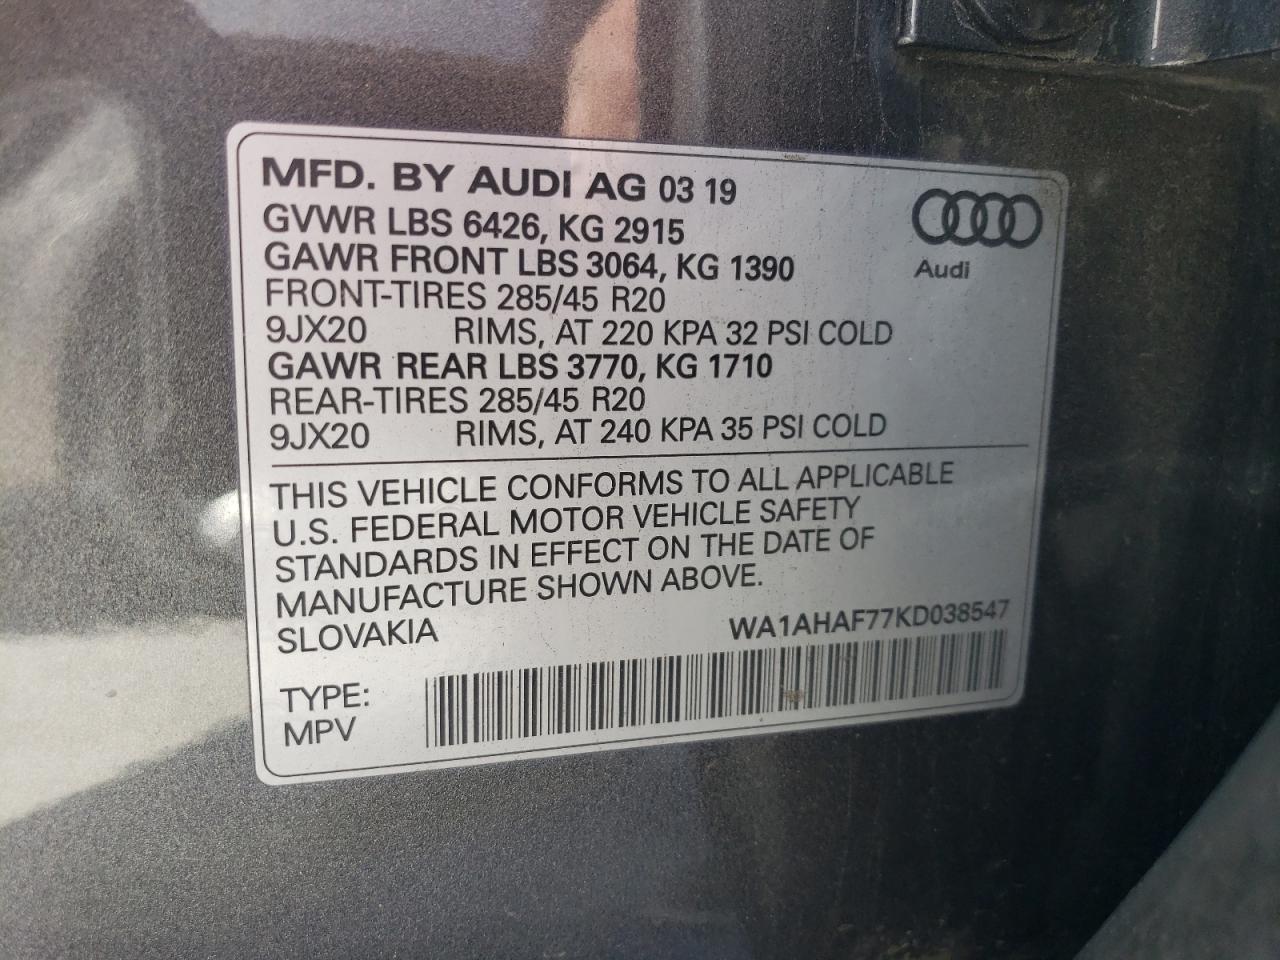 MFD. BY AUDI AG 03 19
GVWR LBS 6426, KG 2915
GAWR FRONT LBS 3064, KG 1390
FRONT-TIRES 285/45 R20
9JX20 RIMS, AT 220 KPA 32 PSI COLD
GAWR REAR LBS 3770, KG 1710
REAR-TIRES 285/45 R20
9JX20 RIMS, AT 240 KPA 35 PSI COLD
Audi
THIS VEHICLE CONFORMS TO ALL APPLICABLE
U.S. FEDERAL MOTOR VEHICLE SAFETY
STANDARDS IN EFFECT ON THE DATE OF
MANUFACTURE SHOWN ABOVE.
SLOVAKIA WA1AHAF77KD038547
TYPE:
MPV